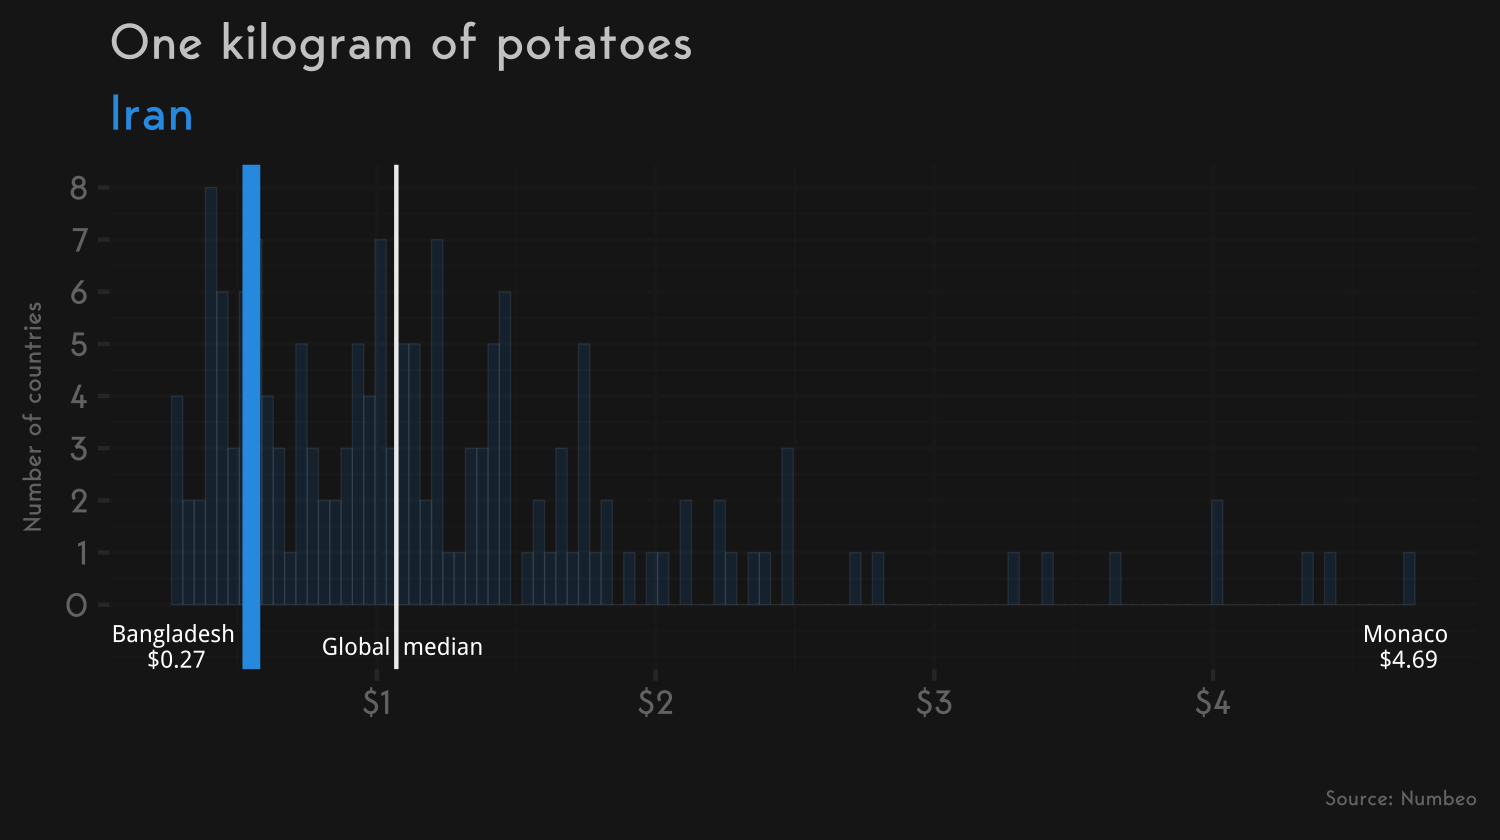 One kilogram of potatoes
Iran
Number of countries
8
7
6
5
4
3
2
1
0
Bangladesh
$0.27
Global median
Monaco
$4.69
$1 $2 $3 $4
Source: Numbeo